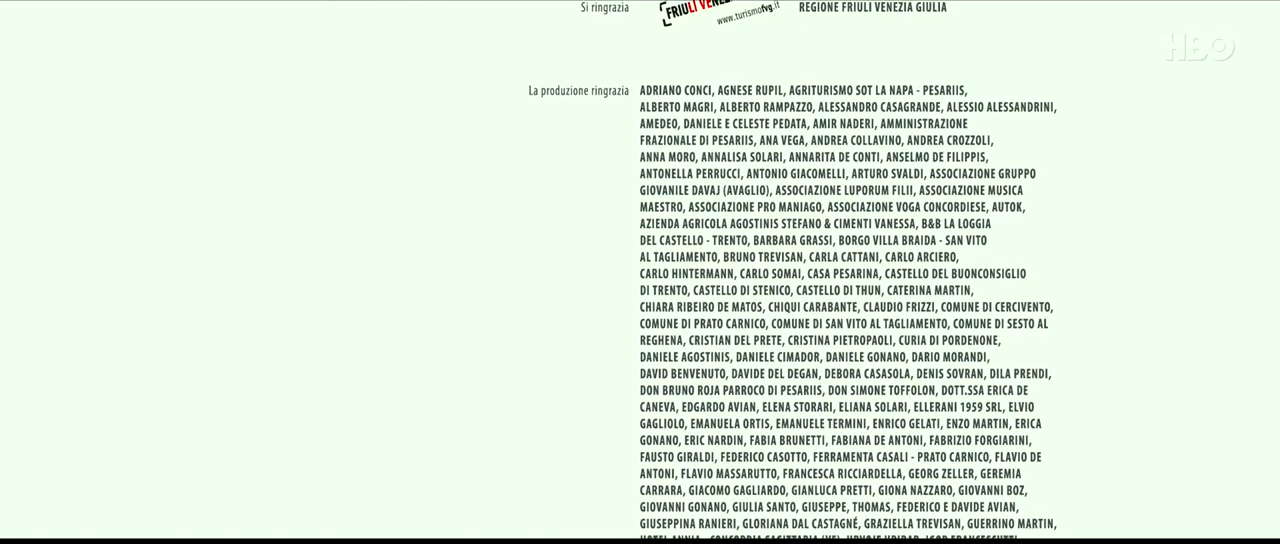 Si ringrazia
FRIULI VENEZ
www.turismofvg.it
REGIONE FRIULI VENEZIA GIULIA
HBO
La produzione ringrazia
ADRIANO CONCI, AGNESE RUPIL, AGRITURISMO SOT LA NAPA - PESARIIS,
ALBERTO MAGRI, ALBERTO RAMPAZZO, ALESSANDRO CASAGRANDE, ALESSIO ALESSANDRINI,
AMEDEO, DANIELE E CELESTE PEDATA, AMIR NADERI, AMMINISTRAZIONE
FRAZIONALE DI PESARIIS, ANA VEGA, ANDREA COLLAVINO, ANDREA CROZZOLI,
ANNA MORO, ANNALISA SOLARI, ANNARITA DE CONTI, ANSELMO DE FILIPPIS,
ANTONELLA PERRUCCI, ANTONIO GIACOMELLI, ARTURO SVALDI, ASSOCIAZIONE GRUPPO
GIOVANILE DAVAJ (AVAGLIO), ASSOCIAZIONE LUPORUM FILII, ASSOCIAZIONE MUSICA
MAESTRO, ASSOCIAZIONE PRO MANIAGO, ASSOCIAZIONE VOGA CONCORDIESE, AUTOK,
AZIENDA AGRICOLA AGOSTINIS STEFANO & CIMENTI VANESSA, B&B LA LOGGIA
DEL CASTELLO - TRENTO, BARBARA GRASSI, BORGO VILLA BRAIDA - SAN VITO
AL TAGLIAMENTO, BRUNO TREVISAN, CARLA CATTANI, CARLO ARCIERO,
CARLO HINTERMANN, CARLO SOMAI, CASA PESARINA, CASTELLO DEL BUONCONSIGLIO
DI TRENTO, CASTELLO DI STENICO, CASTELLO DI THUN, CATERINA MARTIN,
CHIARA RIBEIRO DE MATOS, CHIQUI CARABANTE, CLAUDIO FRIZZI, COMUNE DI CERCIVENTO,
COMUNE DI PRATO CARNICO, COMUNE DI SAN VITO AL TAGLIAMENTO, COMUNE DI SESTO AL
REGHENA, CRISTIAN DEL PRETE, CRISTINA PIETROPAOLI, CURIA DI PORDENONE,
DANIELE AGOSTINIS, DANIELE CIMADOR, DANIELE GONANO, DARIO MORANDI,
DAVID BENVENUTO, DAVIDE DEL DEGAN, DEBORA CASASOLA, DENIS SOVRAN, DILA PRENDI,
DON BRUNO ROJA PARROCO DI PESARIIS, DON SIMONE TOFFOLON, DOTT.SSA ERICA DE
CANEVA, EDGARDO AVIAN, ELENA STORARI, ELIANA SOLARI, ELLERANI 1959 SRL, ELVIO
GAGLIOLO, EMANUELA ORTIS, EMANUELE TERMINI, ENRICO GELATI, ENZO MARTIN, ERICA
GONANO, ERIC NARDIN, FABIA BRUNETTI, FABIANA DE ANTONI, FABRIZIO FORGIARINI,
FAUSTO GIRALDI, FEDERICO CASOTTO, FERRAMENTA CASALI - PRATO CARNICO, FLAVIO DE
ANTONI, FLAVIO MASSARUTTO, FRANCESCA RICCIARDELLA, GEORG ZELLER, GEREMIA
CARRARA, GIACOMO GAGLIARDO, GIANLUCA PRETTI, GIONA NAZZARO, GIOVANNI BOZ,
GIOVANNI GONANO, GIULIA SANTO, GIUSEPPE, THOMAS, FEDERICO E DAVIDE AVIAN,
GIUSEPPINA RANIERI, GLORIANA DAL CASTAGNÉ, GRAZIELLA TREVISAN, GUERRINO MARTIN,